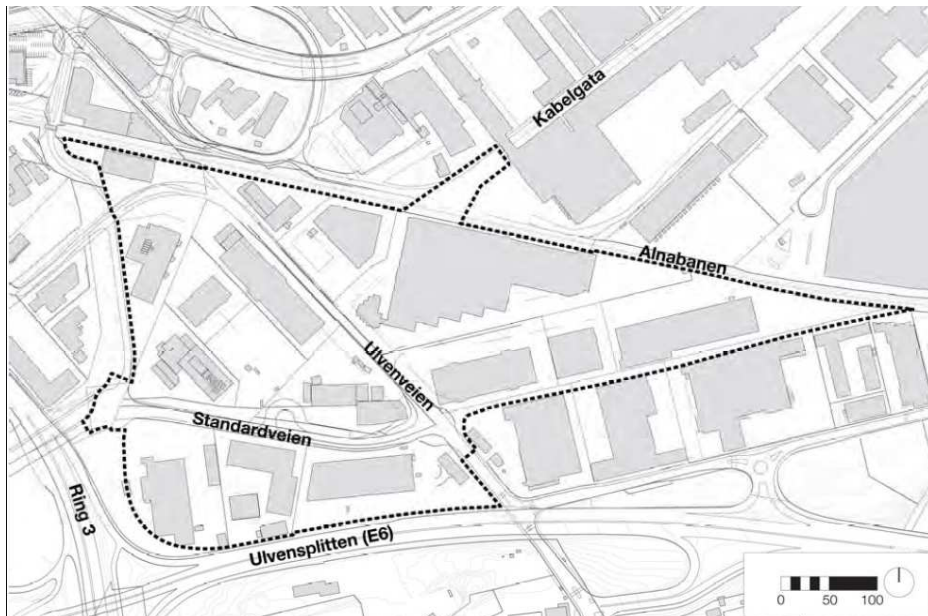 Kabelgata
Alnabanen
Ulvenveien
Standardveien
Ring 3
Ulvensplitten (E6)
0 50 100